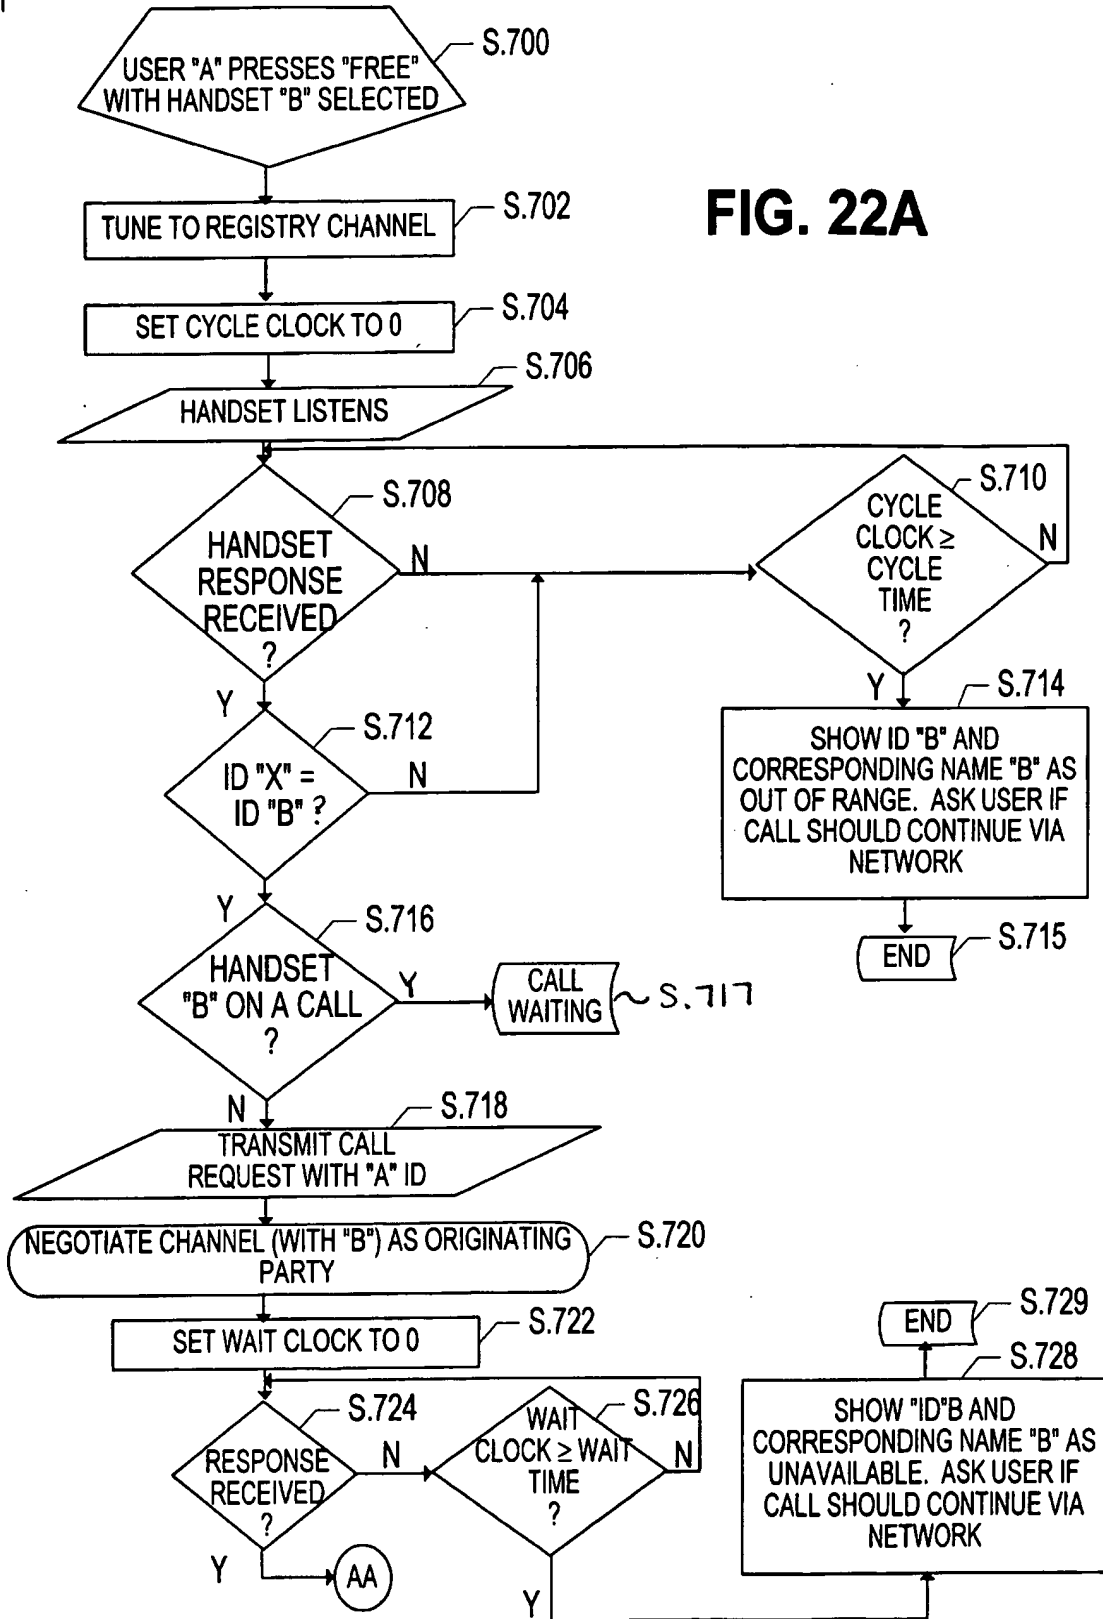 S.700
USER "A" PRESSES "FREE"
WITH HANDSET "B" SELECTED
FIG. 22A
S.702
TUNE TO REGISTRY CHANNEL
S.704
SET CYCLE CLOCK TO 0
S.706
HANDSET LISTENS
S.708
HANDSET
RESPONSE
RECEIVED
?
N
Y
S.710
CYCLE
CLOCK ≥
CYCLE
TIME
?
N
Y
S.712
ID "X" =
ID "B" ?
N
Y
S.714
SHOW ID "B" AND
CORRESPONDING NAME "B" AS
OUT OF RANGE. ASK USER IF
CALL SHOULD CONTINUE VIA
NETWORK
END
S.715
S.716
HANDSET
"B" ON A CALL
?
Y
N
CALL
WAITING
S.717
S.718
TRANSMIT CALL
REQUEST WITH "A" ID
NEGOTIATE CHANNEL (WITH "B") AS ORIGINATING
PARTY
S.720
SET WAIT CLOCK TO 0
S.722
S.724
RESPONSE
RECEIVED
?
N
Y
AA
S.726
WAIT
CLOCK ≥ WAIT
TIME
?
N
Y
END
S.729
S.728
SHOW "ID"B AND
CORRESPONDING NAME "B" AS
UNAVAILABLE. ASK USER IF
CALL SHOULD CONTINUE VIA
NETWORK